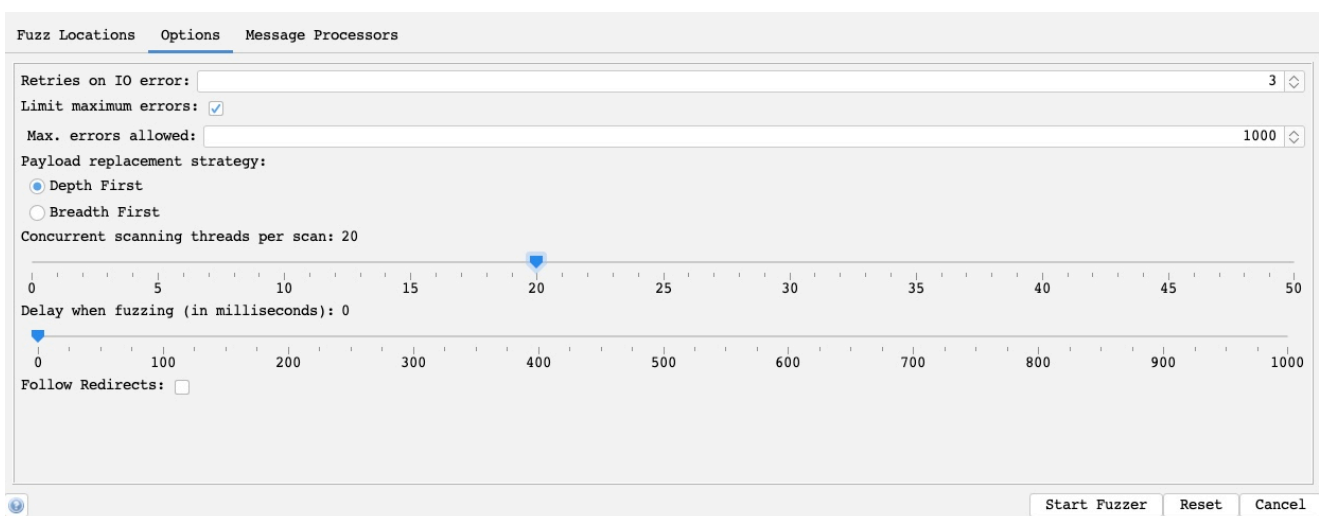 Fuzz Locations Options Message Processors
Retries on IO error: 3
Limit maximum errors:
Max. errors allowed: 1000
Payload replacement strategy:
Depth First
Breadth First
Concurrent scanning threads per scan: 20
0 5 10 15 20 25 30 35 40 45 50
Delay when fuzzing (in milliseconds): 0
0 100 200 300 400 500 600 700 800 900 1000
Follow Redirects:
Start Fuzzer Reset Cancel